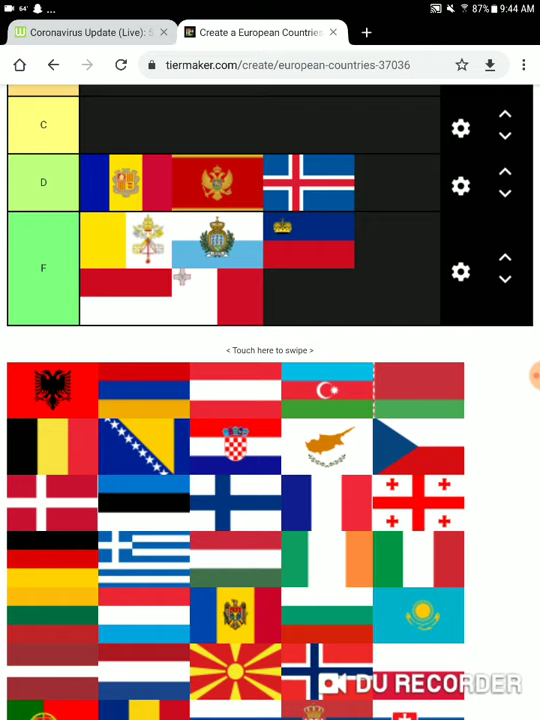 64'
...
87%
9:44 AM
Coronavirus Update (Live): 5
Create a European Countries
tiermaker.com/create/european-countries-37036
C
D
F
< Touch here to swipe >
DU RECORDER